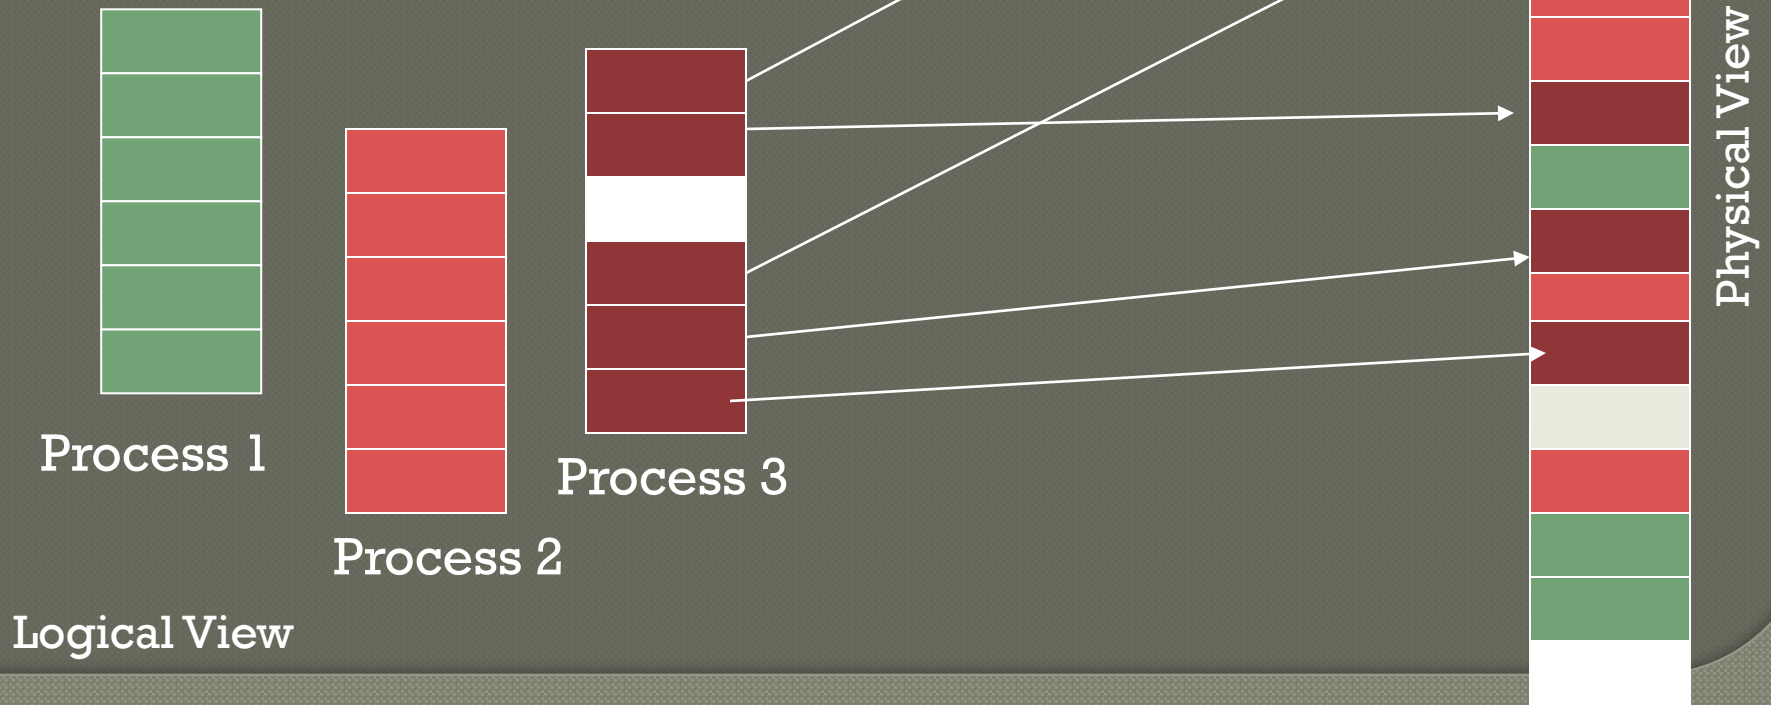 Process 1
Process 2
Process 3
Logical View
Physical View